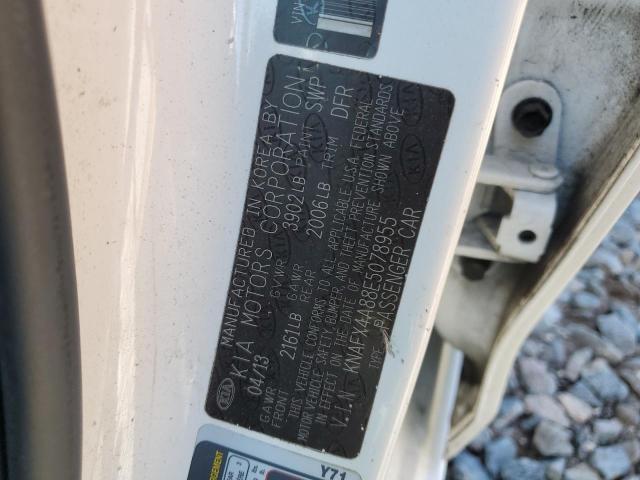 MANUFACTURED IN KOREA BY
KIA MOTORS CORPORATION
04/13 GVWR 3902LB PAINT SWP
GAWR FRONT 2161LB GAWR REAR 2006LB TRIM DFR
THIS VEHICLE CONFORMS TO ALL APPLICABLE U.S.A. FEDERAL
MOTOR VEHICLE SAFETY, BUMPER, AND THEFT PREVENTION STANDARDS
IN EFFECT ON THE DATE OF MANUFACTURE SHOWN ABOVE
V.I.N KNAFX4A88E5078955
TYPE : PASSENGER CAR
KIA
Y71